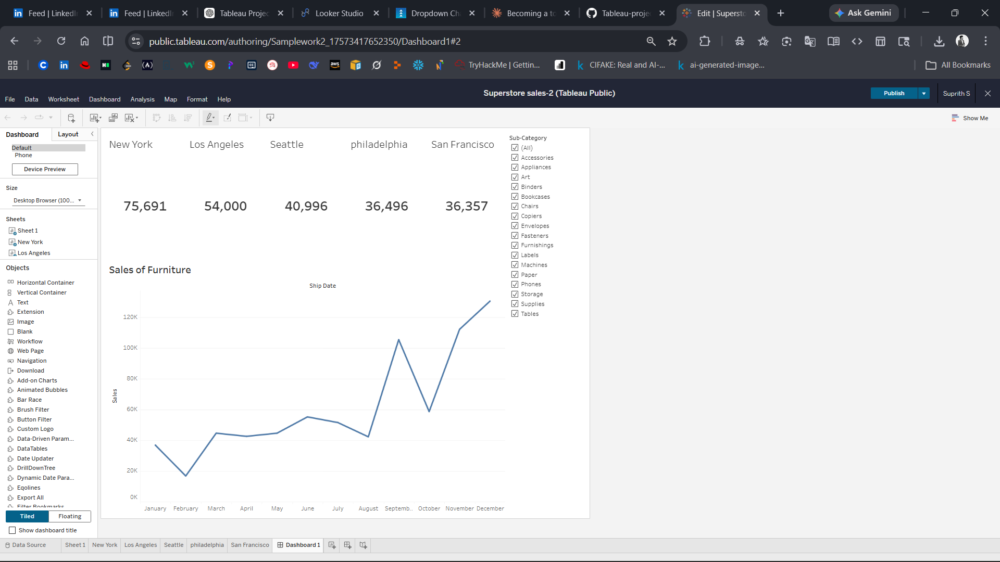 Feed | LinkedIn
Feed | LinkedIn
Tableau Projec
Looker Studio
Dropdown Ch
Becoming a to
Tableau-proje
Edit | Supersto
Ask Gemini
public.tableau.com/authoring/Samplework2_17573417652350/Dashboard1#2
TryHackMe | Gettin...
CIFAKE: Real and AI-...
ai-generated-image...
All Bookmarks
Superstore sales-2 (Tableau Public)
Publish
Suprith S
File Data Worksheet Dashboard Analysis Map Format Help
Show Me
Dashboard
Layout
Default
Phone
Device Preview
Size
Desktop Browser (100...
Sheets
Sheet 1
New York
Los Angeles
Objects
Horizontal Container
Vertical Container
Text
Extension
Image
Blank
Workflow
Web Page
Navigation
Download
Add-on Charts
Animated Bubbles
Bar Race
Brush Filter
Button Filter
Custom Logo
Data-Driven Param...
DataTables
Date Updater
DrillDownTree
Dynamic Date Para...
Eqolines
Export All
Filter Bookmarks
Tiled
Floating
Show dashboard title
New York
Los Angeles
Seattle
philadelphia
San Francisco
75,691
54,000
40,996
36,496
36,357
Sub-Category
(All)
Accessories
Appliances
Art
Binders
Bookcases
Chairs
Copiers
Envelopes
Fasteners
Furnishings
Labels
Machines
Paper
Phones
Storage
Supplies
Tables
Sales of Furniture
Ship Date
Sales
120K
100K
80K
60K
40K
20K
0K
January February March April May June July August Septemb.. October November December
Data Source
Sheet 1
New York
Los Angeles
Seattle
philadelphia
San Francisco
Dashboard 1